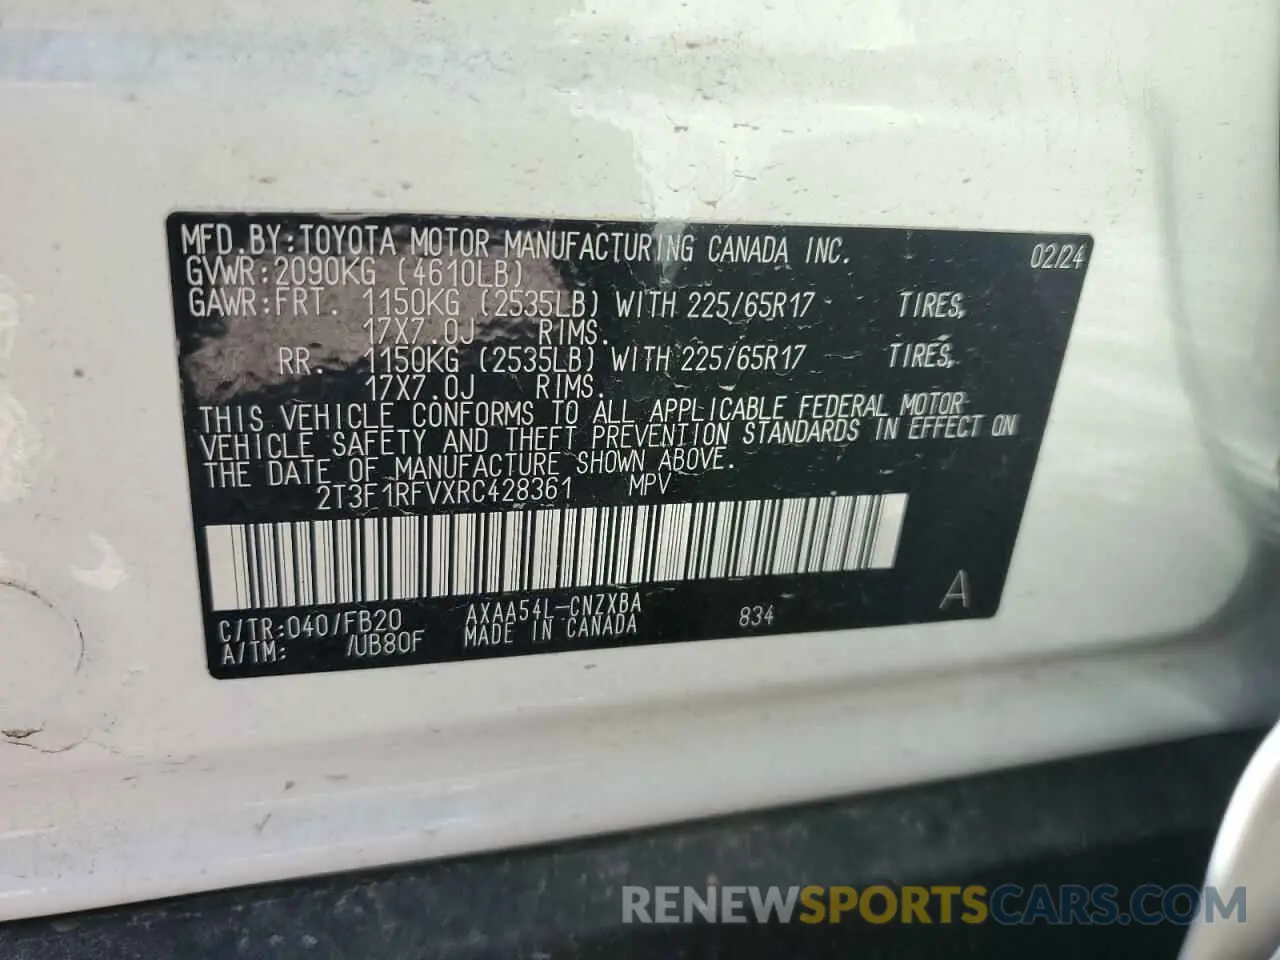 MFD.BY:TOYOTA MOTOR MANUFACTURING CANADA INC. 02/24
GVWR:2090KG (4610LB)
GAWR:FRT. 1150KG (2535LB) WITH 225/65R17 TIRES,
17X7.0J RIMS.
RR. 1150KG (2535LB) WITH 225/65R17 TIRES,
17X7.0J RIMS.
THIS VEHICLE CONFORMS TO ALL APPLICABLE FEDERAL MOTOR
VEHICLE SAFETY AND THEFT PREVENTION STANDARDS IN EFFECT ON
THE DATE OF MANUFACTURE SHOWN ABOVE.
2T3F1RFVXRC428361 MPV
C/TR:040/FB20 AXAA54L-CNZXBA 834 A
A/TM: /UB80F MADE IN CANADA
RENEWSPORTSCARS.COM